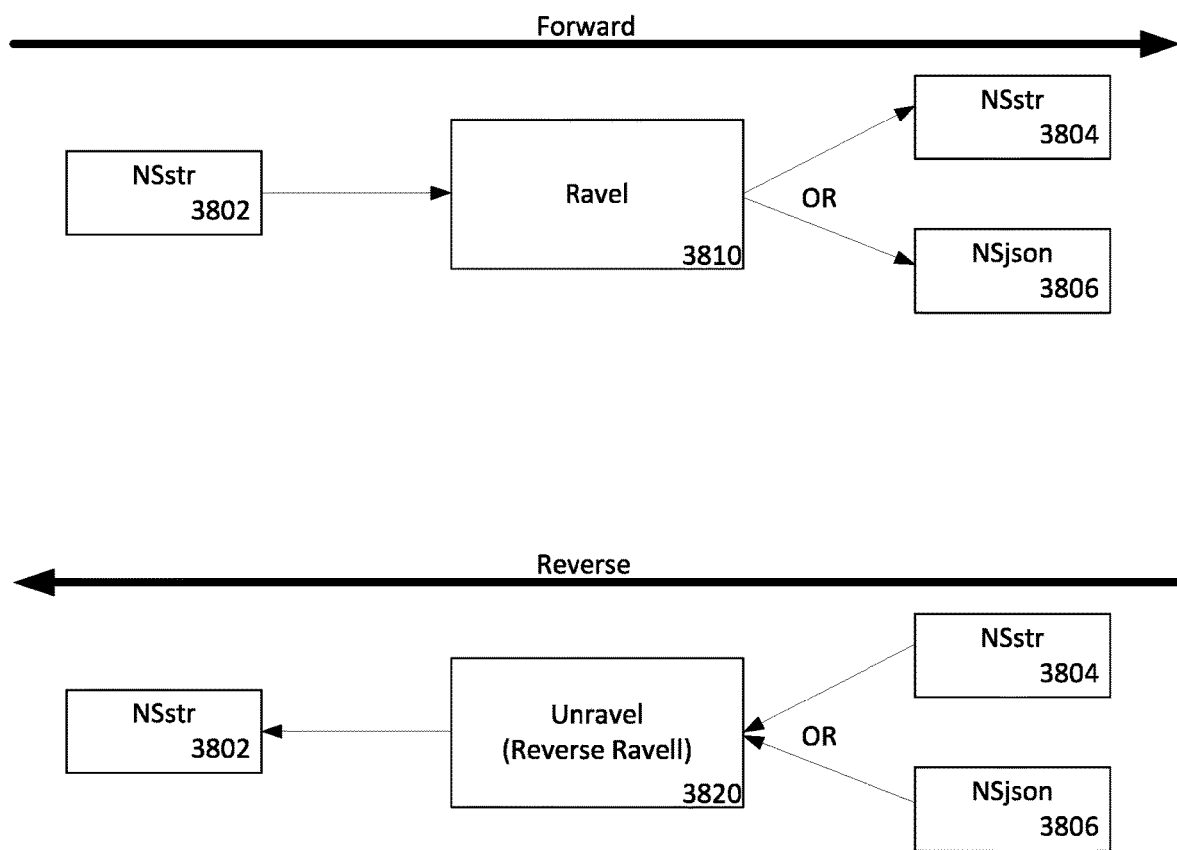 Forward
NSstr
3802
Ravel
3810
NSstr
3804
OR
NSjson
3806
Reverse
NSstr
3802
Unravel
(Reverse Ravell)
3820
NSstr
3804
OR
NSjson
3806